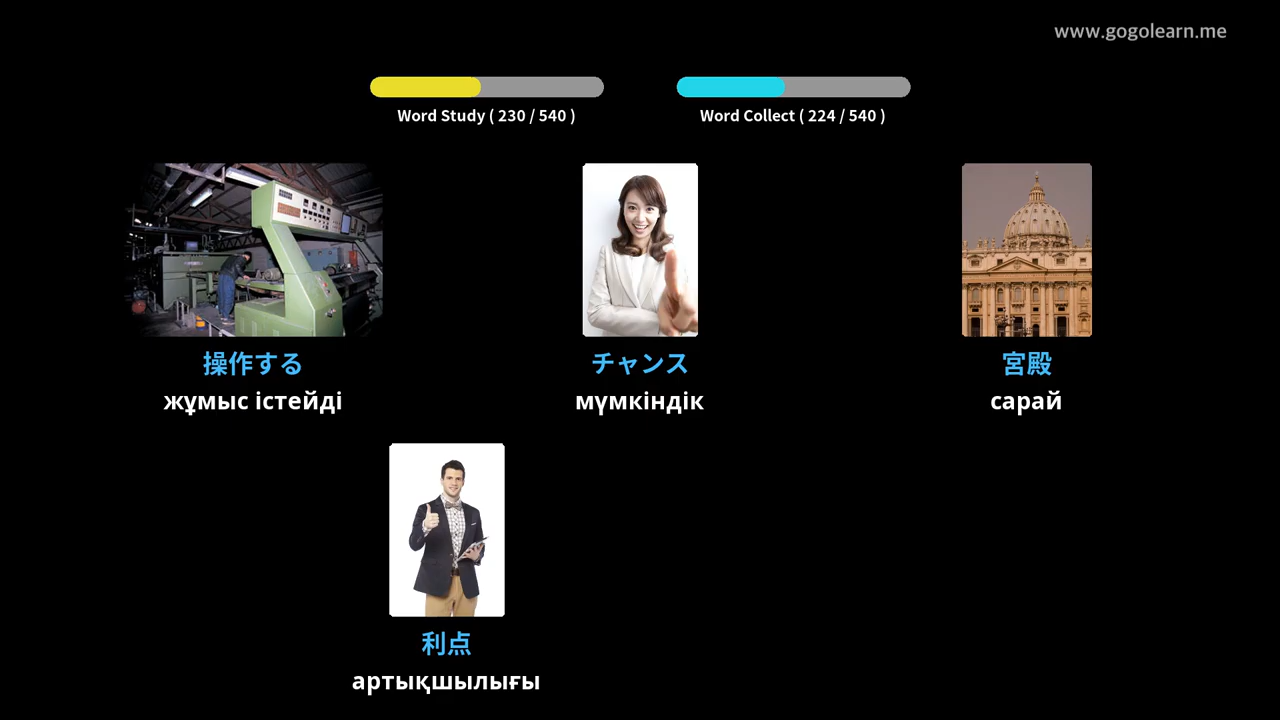 www.gogolearn.me
Word Study ( 230 / 540 )
Word Collect ( 224 / 540 )
操作する
жұмыс істейді
チャンス
мүмкіндік
宮殿
сарай
利点
артықшылығы